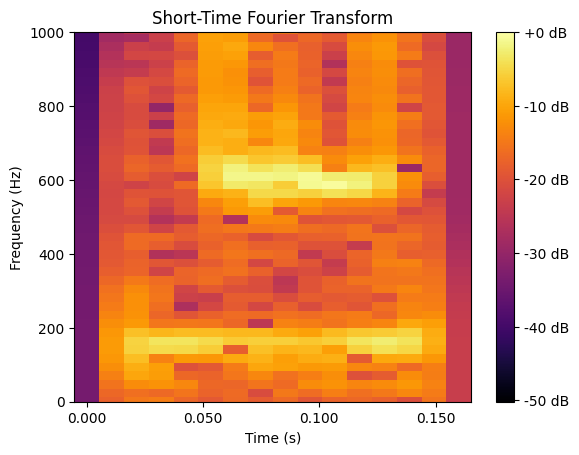 Short-Time Fourier Transform
1000
800
600
400
200
0
Frequency (Hz)
0.000
0.050
0.100
0.150
Time (s)
+0 dB
-10 dB
-20 dB
-30 dB
-40 dB
-50 dB